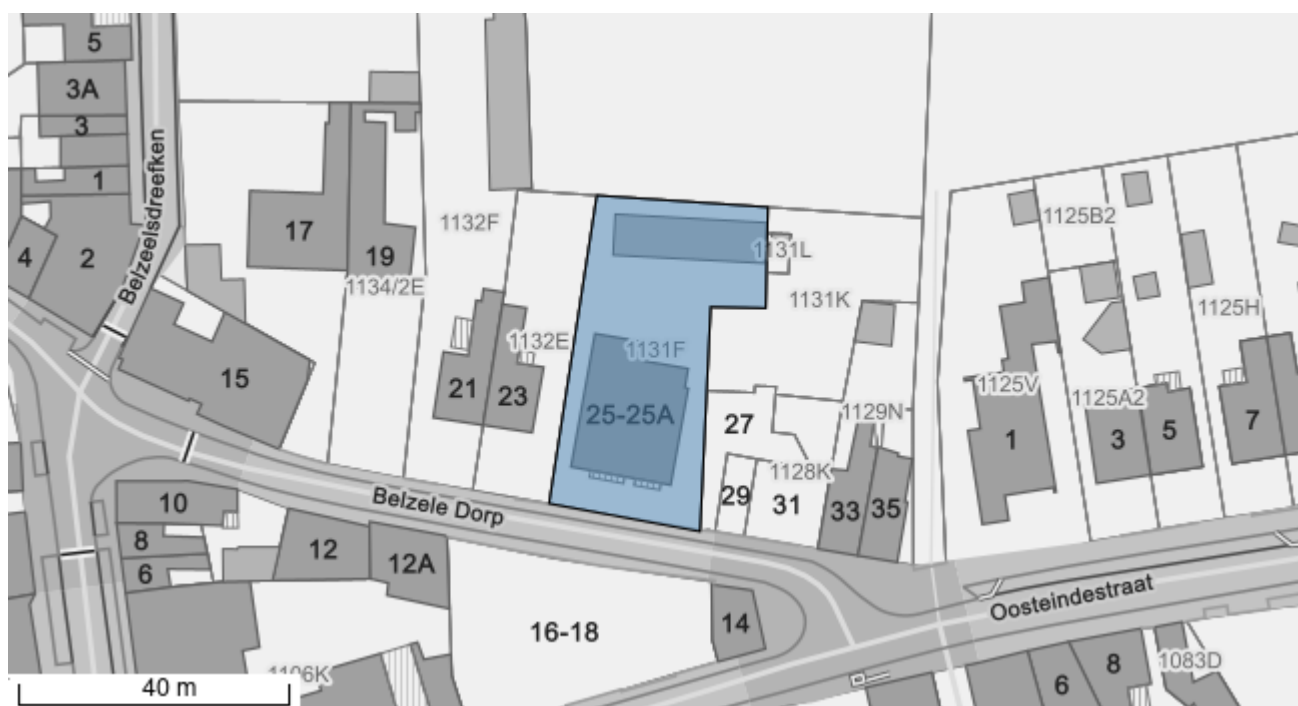 5
3A
3
1
4
2
Belzeelsdreefken
17
19
1132F
1134/2E
1131L
1131K
1125B2
1125H
15
21
23
1132E
1131F
25-25A
27
29
31
1128K
1129N
33
35
1125V
1
1125A2
3
5
7
Belzele Dorp
10
8
6
12
12A
16-18
14
Oosteindestraat
1106K
6
8
1083D
40 m